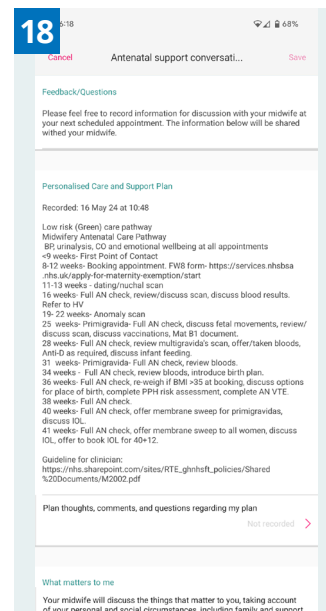 18
6:18
68%
Cancel
Antenatal support conversati...
Save
Feedback/Questions
Please feel free to record information for discussion with your midwife at
your next scheduled appointment. The information below will be shared
withed your midwife.
Personalised Care and Support Plan
Recorded: 16 May 24 at 10:48
Low risk (Green) care pathway
Midwifery Antenatal Care Pathway
BP, urinalysis, CO and emotional wellbeing at all appointments
<9 weeks- First Point of Contact
8-12 weeks- Booking appointment. FW8 form- https://services.nhsbsa
.nhs.uk/apply-for-maternity-exemption/start
11-13 weeks - dating/nuchal scan
16 weeks- Full AN check, review/discuss scan, discuss blood results.
Refer to HV
19- 22 weeks- Anomaly scan
25  weeks- Primigravida- Full AN check, discuss fetal movements, review/
discuss scan, discuss vaccinations, Mat B1 document.
28 weeks- Full AN check, review multigravida's scan, offer/taken bloods,
Anti-D as required, discuss infant feeding.
31  weeks- Primigravida- Full AN check, review bloods.
34 weeks -  Full AN check, review bloods, introduce birth plan.
36 weeks- Full AN check, re-weigh if BMI >35 at booking, discuss options
for place of birth, complete PPH risk assessment, complete AN VTE.
38 weeks- Full AN check.
40 weeks- Full AN check, offer membrane sweep for primigravidas,
discuss IOL.
41 weeks- Full AN check, offer membrane sweep to all women, discuss
IOL, offer to book IOL for 40+12.
Guideline for clinician:
https://nhs.sharepoint.com/sites/RTE_ghnhsft_policies/Shared
%20Documents/M2002.pdf
Plan thoughts, comments, and questions regarding my plan
Not recorded
What matters to me
Your midwife will discuss the things that matter to you, taking account
of your personal and social circumstances, including family and support